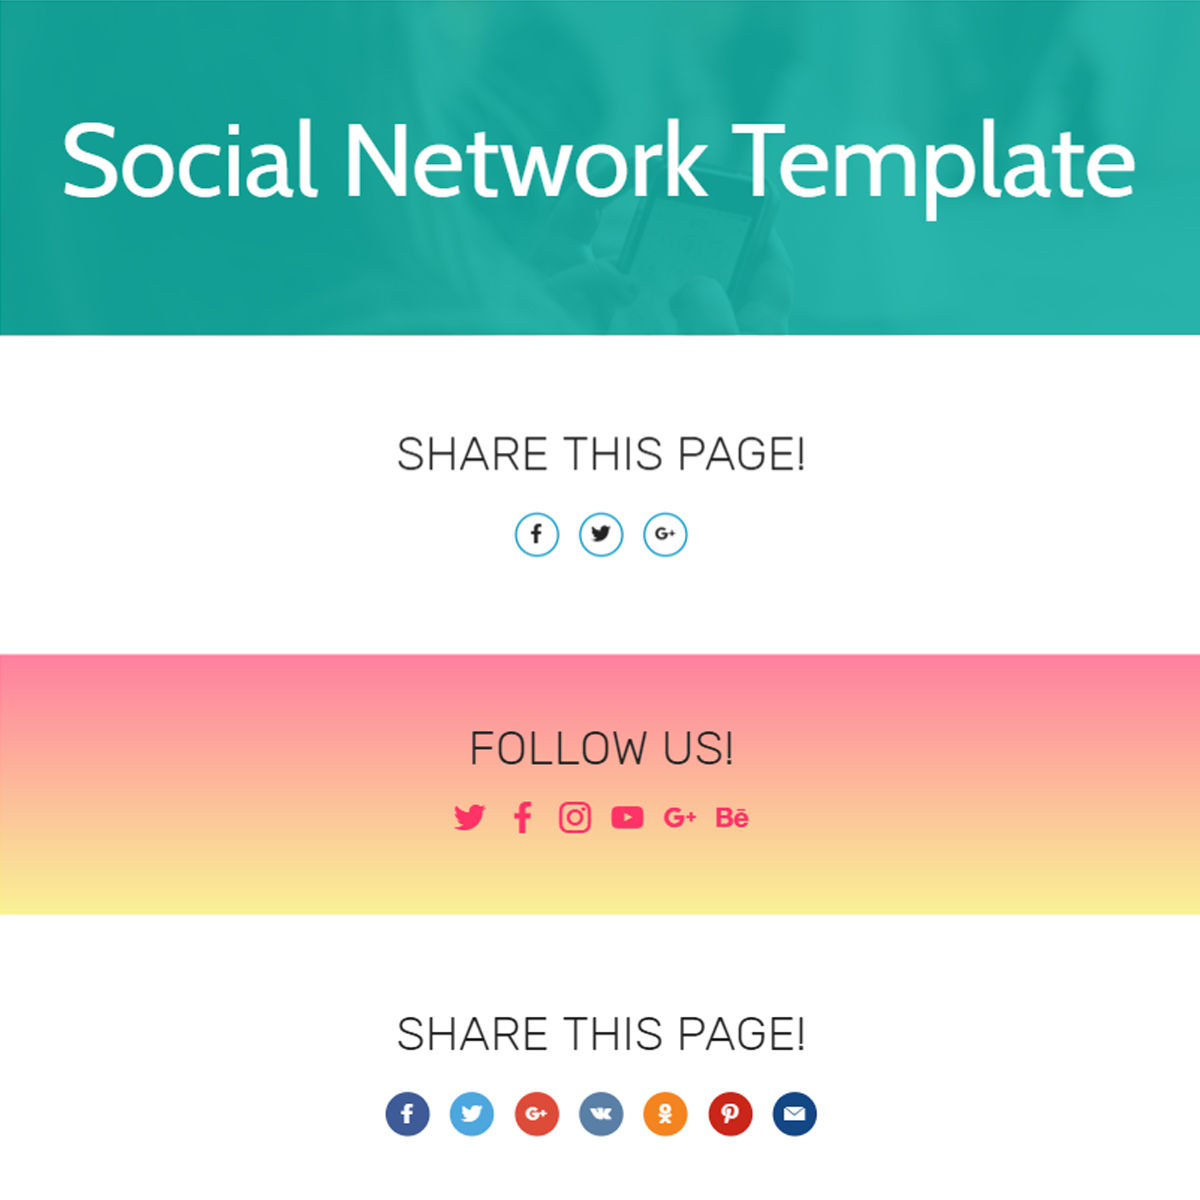 Social Network Template
SHARE THIS PAGE!
f G+
FOLLOW US!
f G+ Bē
SHARE THIS PAGE!
f G+